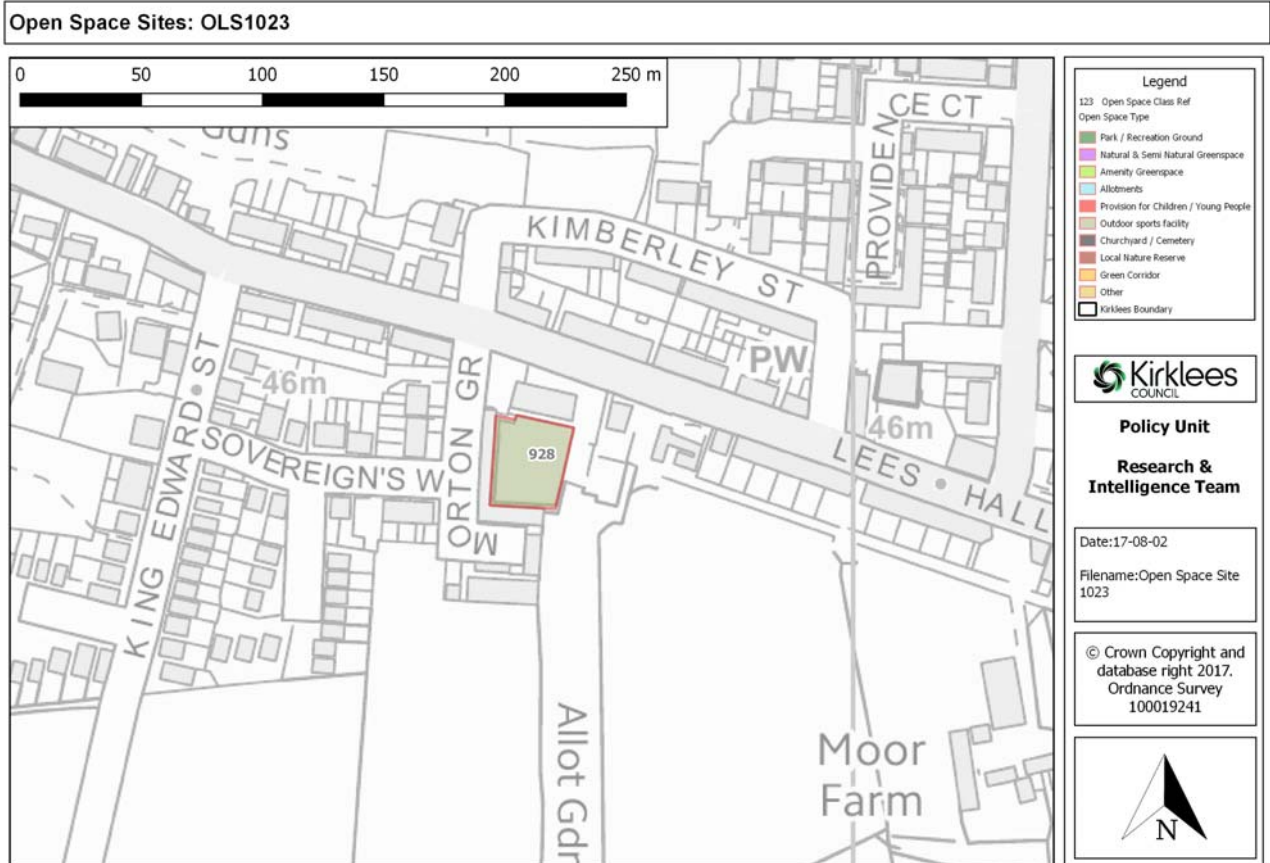 Open Space Sites: OLS1023
0 50 100 150 200 250 m
Gdns
CE CT
PROVIDEN
KIMBERLEY ST
KING EDWARD ST
46m
MORTON GR
PW
SOVEREIGN'S W
928
46m
LEES HALL
Allot Gdn
Moor
Farm
Legend
123 Open Space Class Ref
Open Space Type
Park / Recreation Ground
Natural & Semi Natural Greenspace
Amenity Greenspace
Allotments
Provision for Children / Young People
Outdoor sports facility
Churchyard / Cemetery
Local Nature Reserve
Green Corridor
Other
Kirklees Boundary
Kirklees
COUNCIL
Policy Unit
Research &
Intelligence Team
Date:17-08-02
Filename:Open Space Site
1023
© Crown Copyright and
database right 2017.
Ordnance Survey
100019241
N